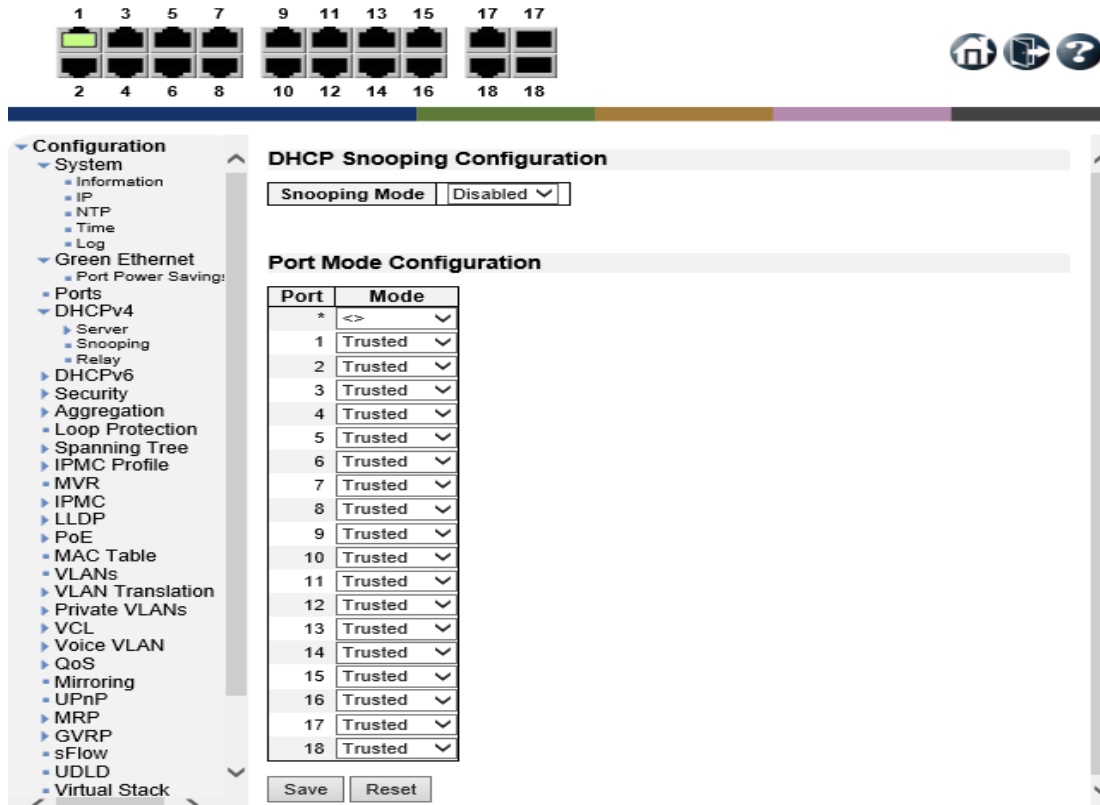 1 3 5 7 9 11 13 15 17 17
2 4 6 8 10 12 14 16 18 18
?
Configuration
System
Information
IP
NTP
Time
Log
Green Ethernet
Port Power Savings
Ports
DHCPv4
Server
Snooping
Relay
DHCPv6
Security
Aggregation
Loop Protection
Spanning Tree
IPMC Profile
MVR
IPMC
LLDP
PoE
MAC Table
VLANs
VLAN Translation
Private VLANs
VCL
Voice VLAN
QoS
Mirroring
UPnP
MRP
GVRP
sFlow
UDLD
Virtual Stack
DHCP Snooping Configuration
Snooping Mode Disabled
Port Mode Configuration
Port Mode
* <>
1 Trusted
2 Trusted
3 Trusted
4 Trusted
5 Trusted
6 Trusted
7 Trusted
8 Trusted
9 Trusted
10 Trusted
11 Trusted
12 Trusted
13 Trusted
14 Trusted
15 Trusted
16 Trusted
17 Trusted
18 Trusted
Save Reset